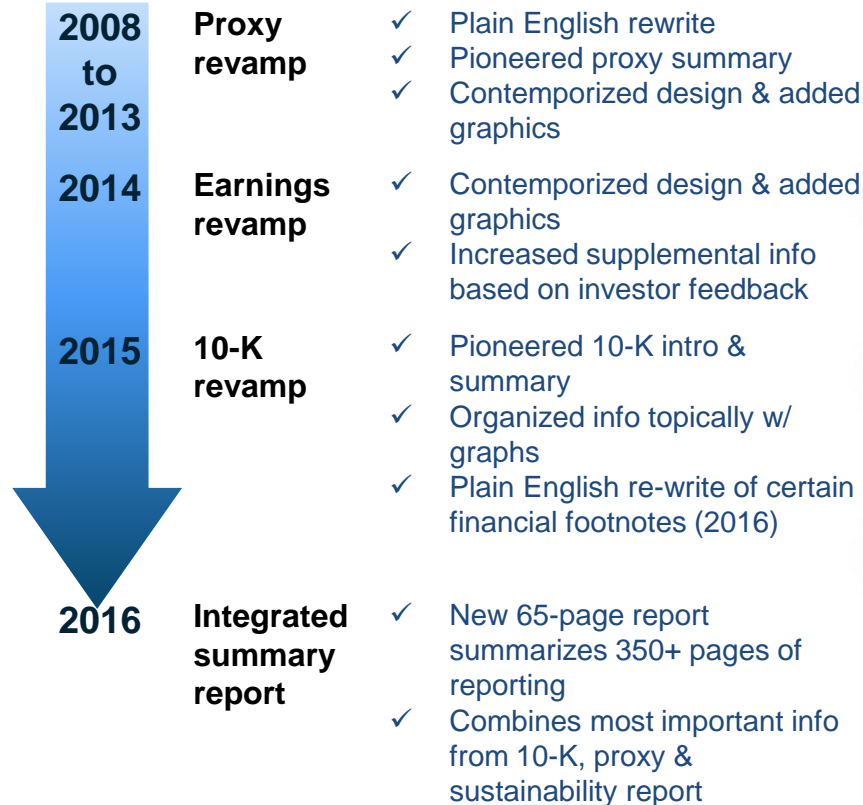 2008
to
2013
Proxy
revamp
✓ Plain English rewrite
✓ Pioneered proxy summary
✓ Contemporized design & added
graphics
2014
Earnings
revamp
✓ Contemporized design & added
graphics
✓ Increased supplemental info
based on investor feedback
2015
10-K
revamp
✓ Pioneered 10-K intro &
summary
✓ Organized info topically w/
graphs
✓ Plain English re-write of certain
financial footnotes (2016)
2016
Integrated
summary
report
✓ New 65-page report
summarizes 350+ pages of
reporting
✓ Combines most important info
from 10-K, proxy &
sustainability report